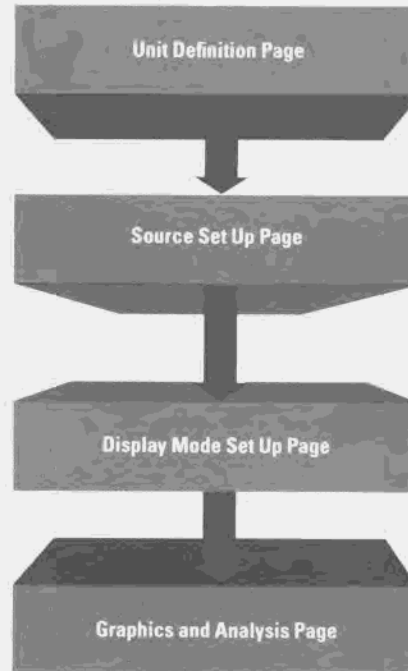 Unit Definition Page
Source Set Up Page
Display Mode Set Up Page
Graphics and Analysis Page